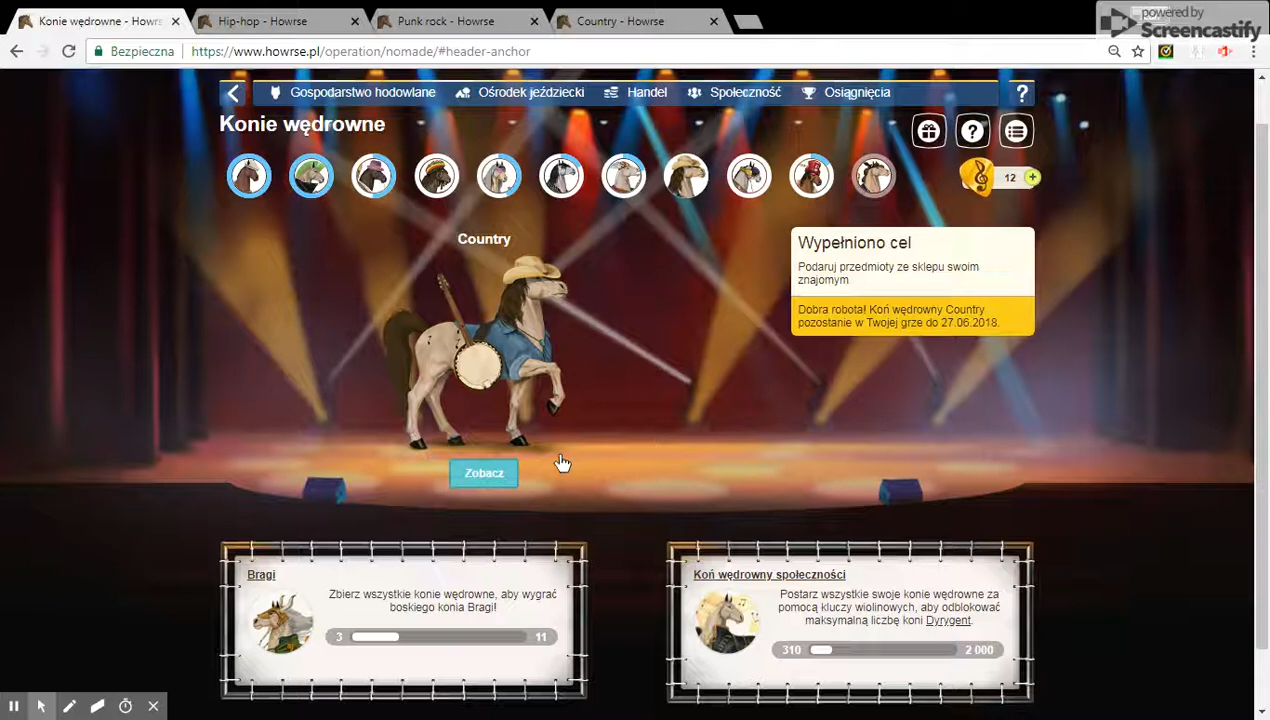 Konie wędrowne - Howrs
Hip-hop - Howrse
Punk rock - Howrse
Country - Howrse
powered by
Screencastify
Bezpieczna
https://www.howrse.pl/operation/nomade/#header-anchor
Gospodarstwo hodowlane
Ośrodek jeździecki
Handel
Społeczność
Osiągnięcia
?
Konie wędrowne
?
12
Country
Wypełniono cel
Podaruj przedmioty ze sklepu swoim
znajomym
Dobra robota! Koń wędrowny Country
pozostanie w Twojej grze do 27.06.2018.
Zobacz
Bragi
Zbierz wszystkie konie wędrowne, aby wygrać
boskiego konia Bragi!
3
11
Koń wędrowny społeczności
Postarz wszystkie swoje konie wędrowne za
pomocą kluczy wiolinowych, aby odblokować
maksymalną liczbę koni Dyrygent.
310
2 000